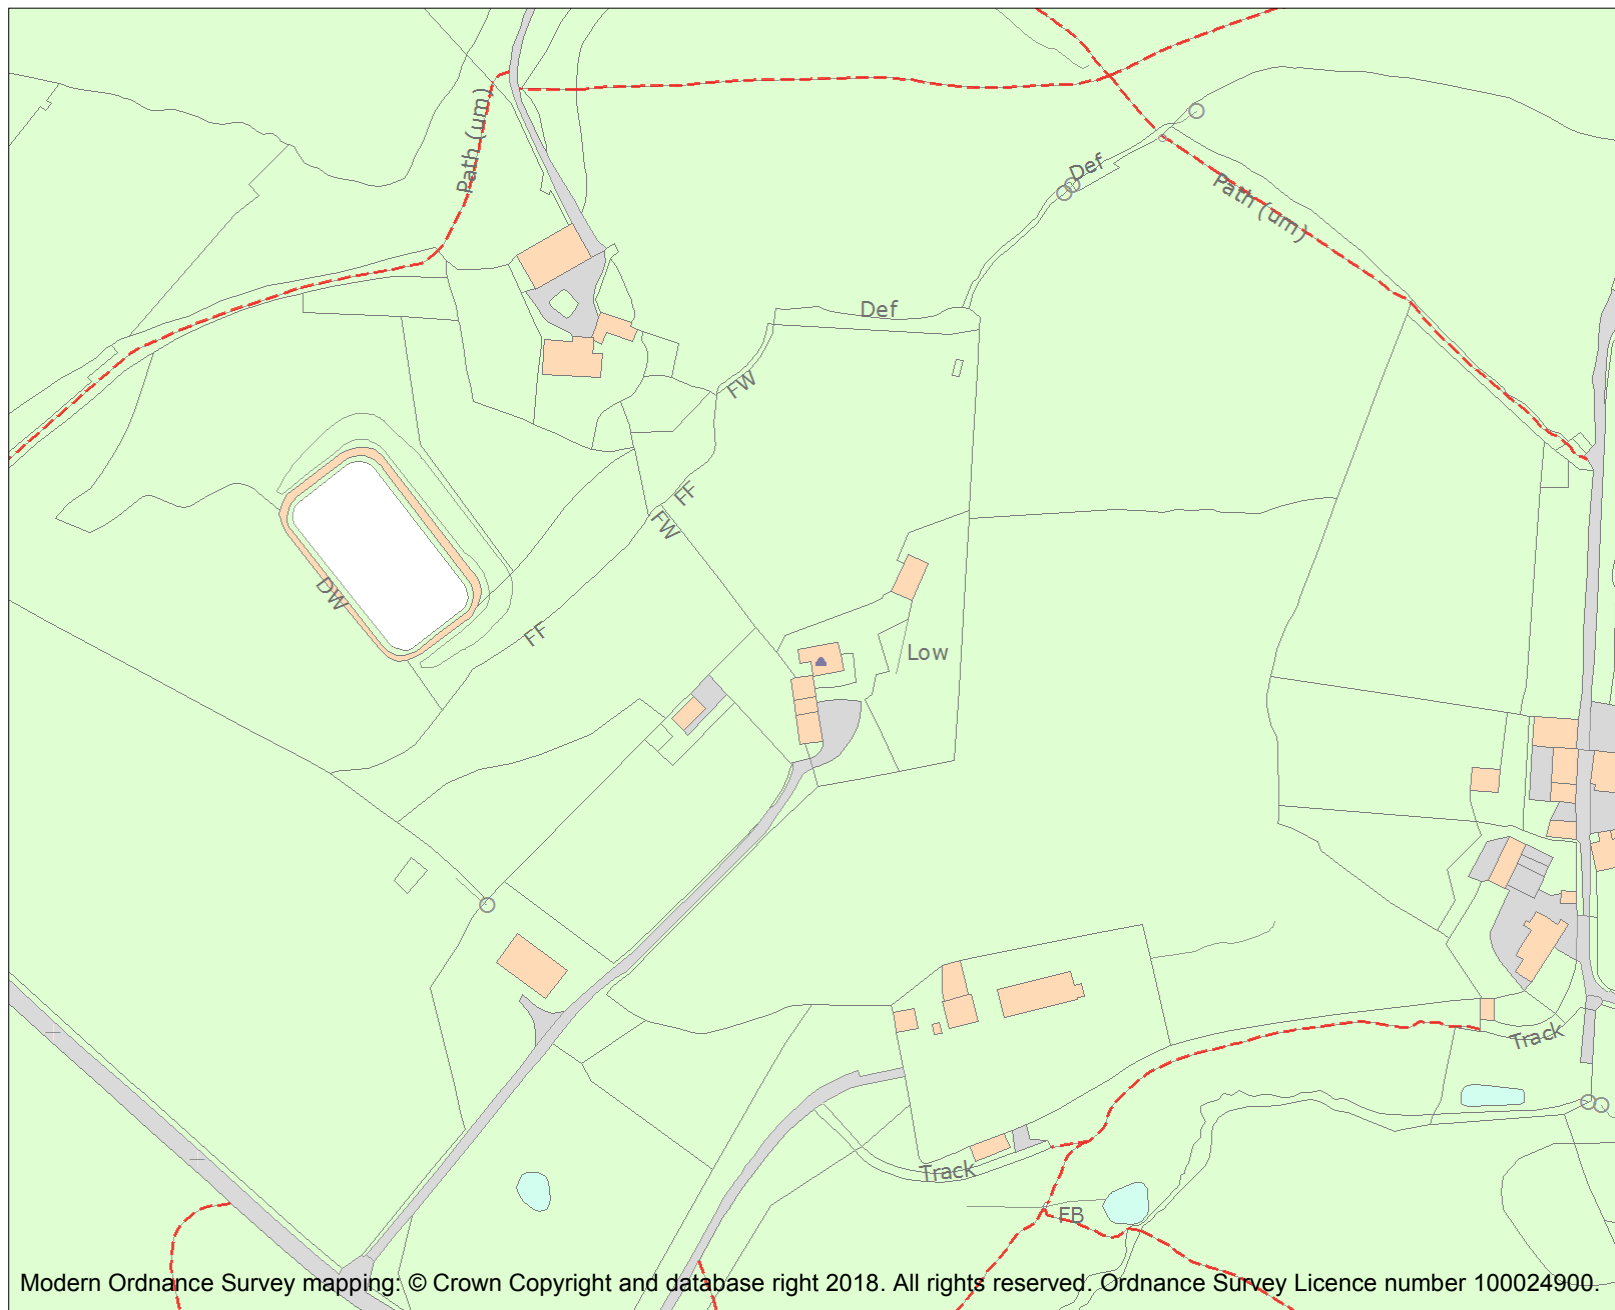 Path (um)
Def
Path (um)
Def
FW
FF
FW
DW
FF
Low
Track
Track
FB
Modern Ordnance Survey mapping: © Crown Copyright and database right 2018. All rights reserved. Ordnance Survey Licence number 100024900.